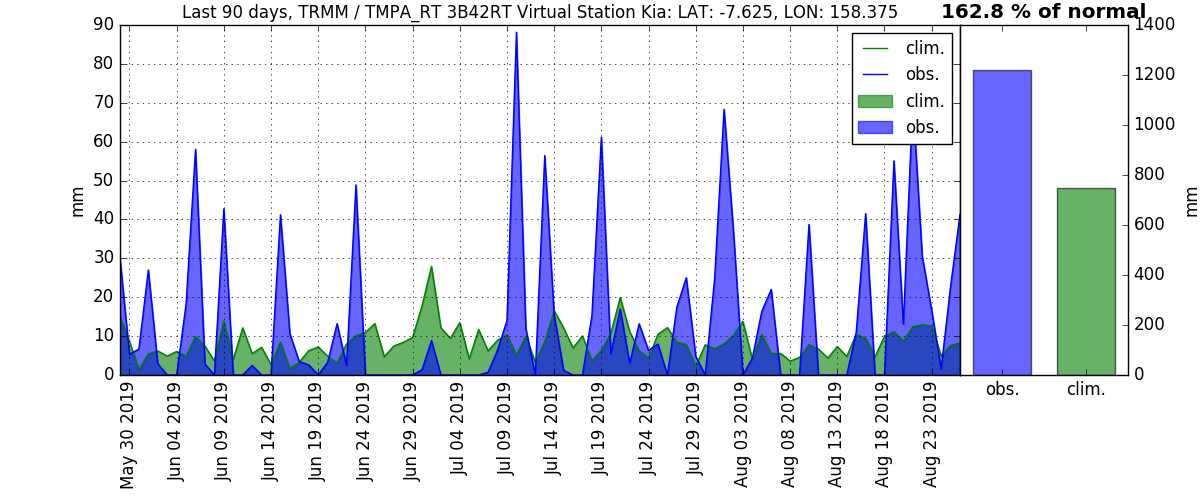 Last 90 days, TRMM / TMPA_RT 3B42RT Virtual Station Kia: LAT: -7.625, LON: 158.375
162.8 % of normal
90
80
70
60
50
40
30
20
10
0
mm
clim.
obs.
clim.
obs.
1400
1200
1000
800
600
400
200
0
mm
obs.
clim.
May 30 2019
Jun 04 2019
Jun 09 2019
Jun 14 2019
Jun 19 2019
Jun 24 2019
Jun 29 2019
Jul 04 2019
Jul 09 2019
Jul 14 2019
Jul 19 2019
Jul 24 2019
Jul 29 2019
Aug 03 2019
Aug 08 2019
Aug 13 2019
Aug 18 2019
Aug 23 2019